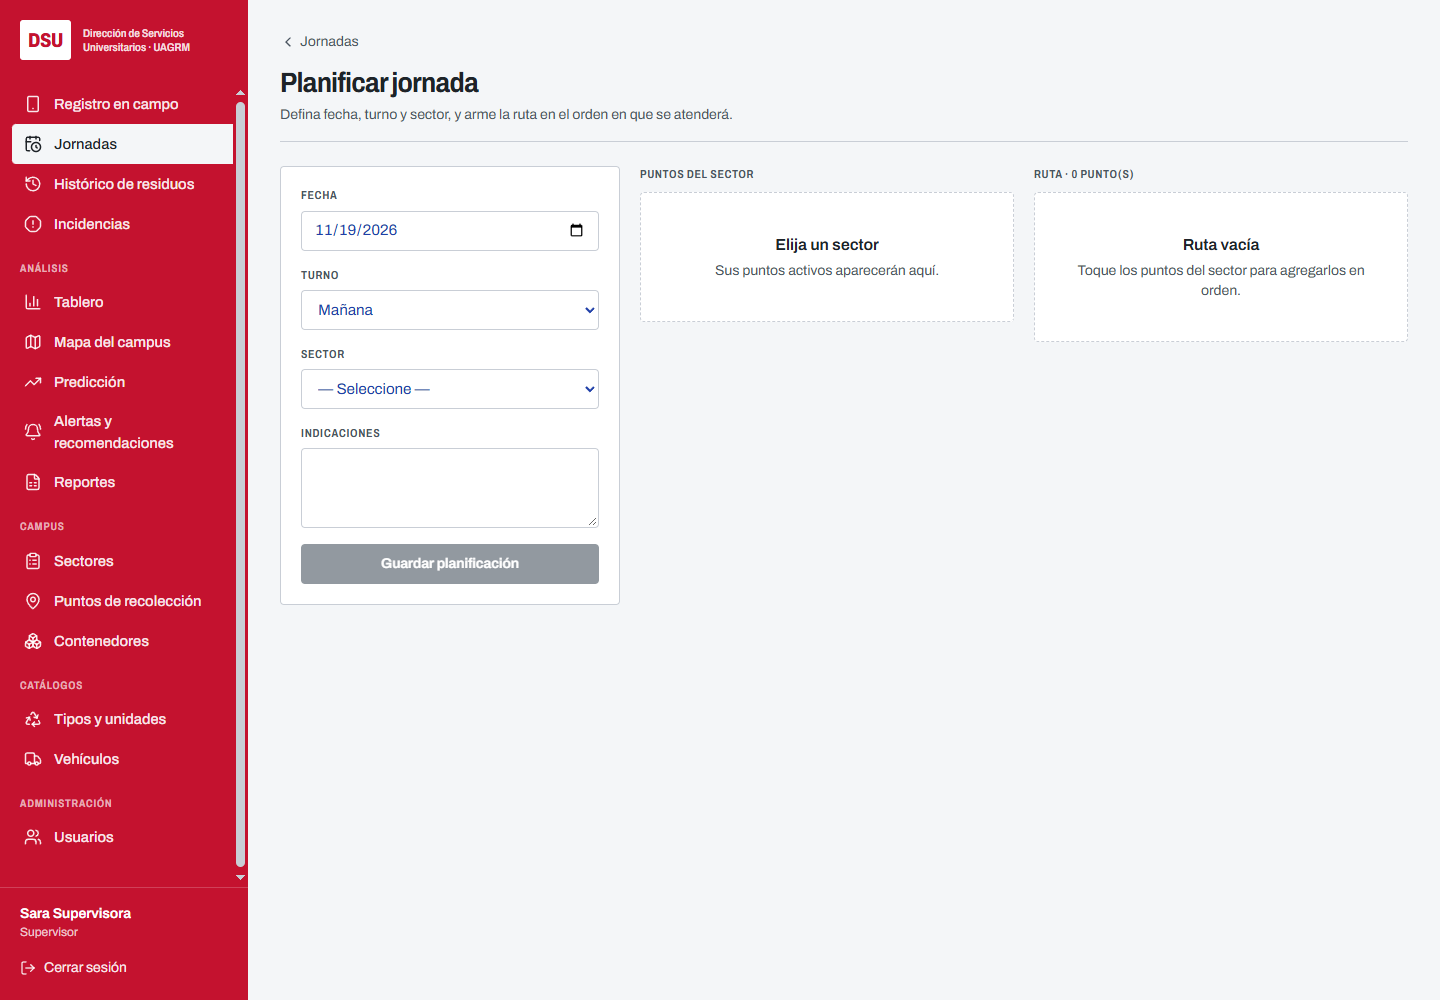 DSU
Dirección de Servicios
Universitarios · UAGRM
Registro en campo
Jornadas
Histórico de residuos
Incidencias
ANÁLISIS
Tablero
Mapa del campus
Predicción
Alertas y
recomendaciones
Reportes
CAMPUS
Sectores
Puntos de recolección
Contenedores
CATÁLOGOS
Tipos y unidades
Vehículos
ADMINISTRACIÓN
Usuarios
Sara Supervisora
Supervisor
Cerrar sesión
Jornadas
Planificar jornada
Defina fecha, turno y sector, y arme la ruta en el orden en que se atenderá.
FECHA
11/19/2026
TURNO
Mañana
SECTOR
— Seleccione —
INDICACIONES
Guardar planificación
PUNTOS DEL SECTOR
Elija un sector
Sus puntos activos aparecerán aquí.
RUTA · 0 PUNTO(S)
Ruta vacía
Toque los puntos del sector para agregarlos en
orden.